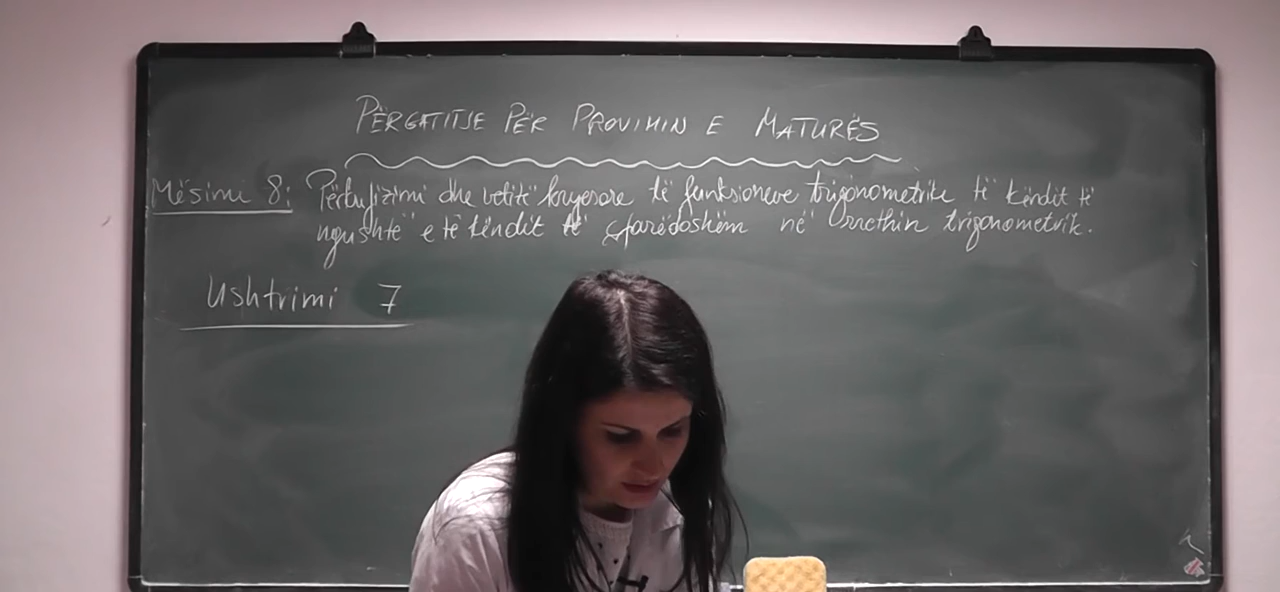 PËRGATITJE PËR PROVIMIN E MATURËS
Mësimi 8: Përkufizimi dhe vetitë kryesore të funksioneve trigonometrike të këndit të
ngushtë e të këndit të çfarëdoshëm në rrethin trigonometrik.
Ushtrimi 7